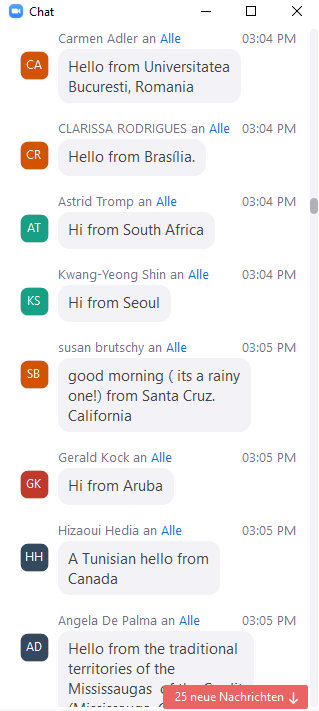 Chat
Carmen Adler an Alle 03:04 PM
CA
Hello from Universitatea
Bucuresti, Romania
CLARISSA RODRIGUES an Alle 03:04 PM
CR
Hello from Brasília.
Astrid Tromp an Alle 03:04 PM
AT
Hi from South Africa
Kwang-Yeong Shin an Alle 03:04 PM
KS
Hi from Seoul
susan brutschy an Alle 03:05 PM
SB
good morning ( its a rainy
one!) from Santa Cruz.
California
Gerald Kock an Alle 03:05 PM
GK
Hi from Aruba
Hizaoui Hedia an Alle 03:05 PM
HH
A Tunisian hello from
Canada
Angela De Palma an Alle 03:05 PM
AD
Hello from the traditional
territories of the
Mississaugas of the
25 neue Nachrichten ↓